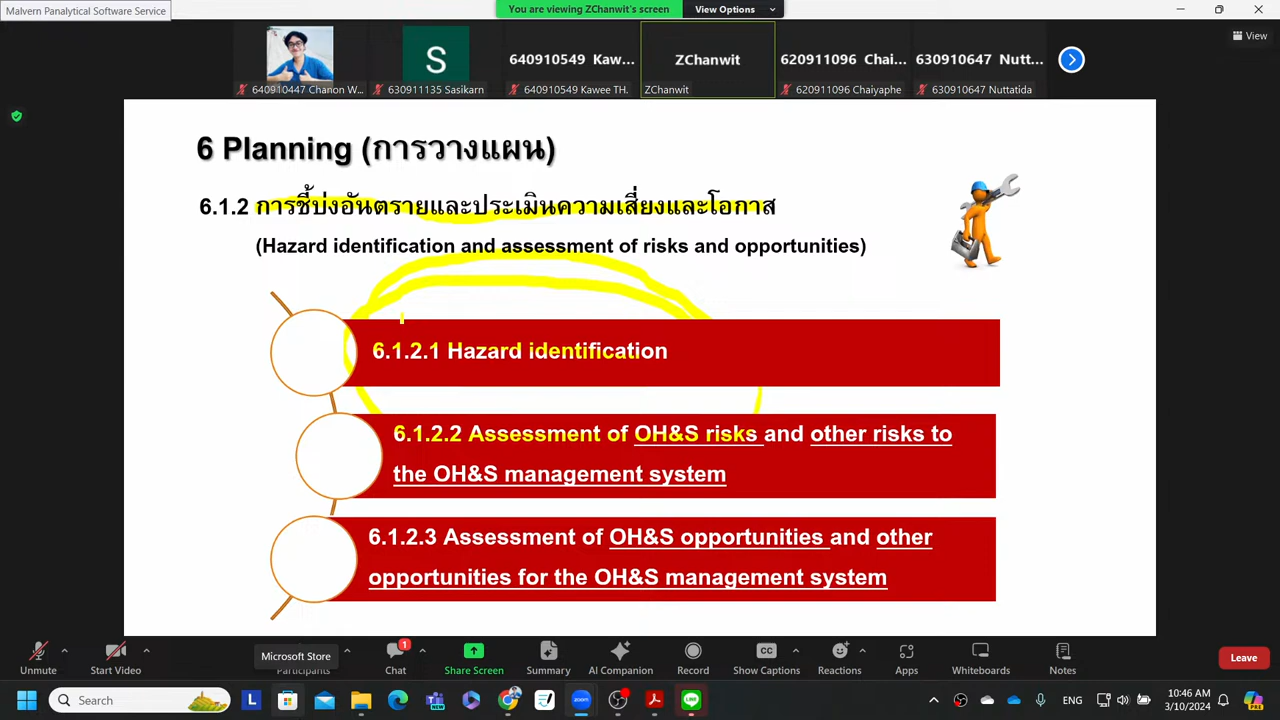 Malvern Panalytical Software Service
You are viewing ZChanwit's screen
View Options
View
S
640910549 Kaw...
ZChanwit
620911096 Chai...
630910647 Nutt...
640910447 Chanon W...
630911135 Sasikarn
640910549 Kawee TH.
ZChanwit
620911096 Chaiyaphe
630910647 Nuttatida
6 Planning (การวางแผน)
6.1.2 การชี้บ่งอันตรายและประเมินความเสี่ยงและโอกาส
(Hazard identification and assessment of risks and opportunities)
6.1.2.1 Hazard identification
6.1.2.2 Assessment of OH&S risks and other risks to
the OH&S management system
6.1.2.3 Assessment of OH&S opportunities and other
opportunities for the OH&S management system
1
Microsoft Store
Unmute
Start Video
Participants
Chat
Share Screen
Summary
AI Companion
Record
CC
Show Captions
Reactions
Apps
Whiteboards
Notes
Leave
Search
L
zoom
LINE
ENG
10:46 AM
3/10/2024